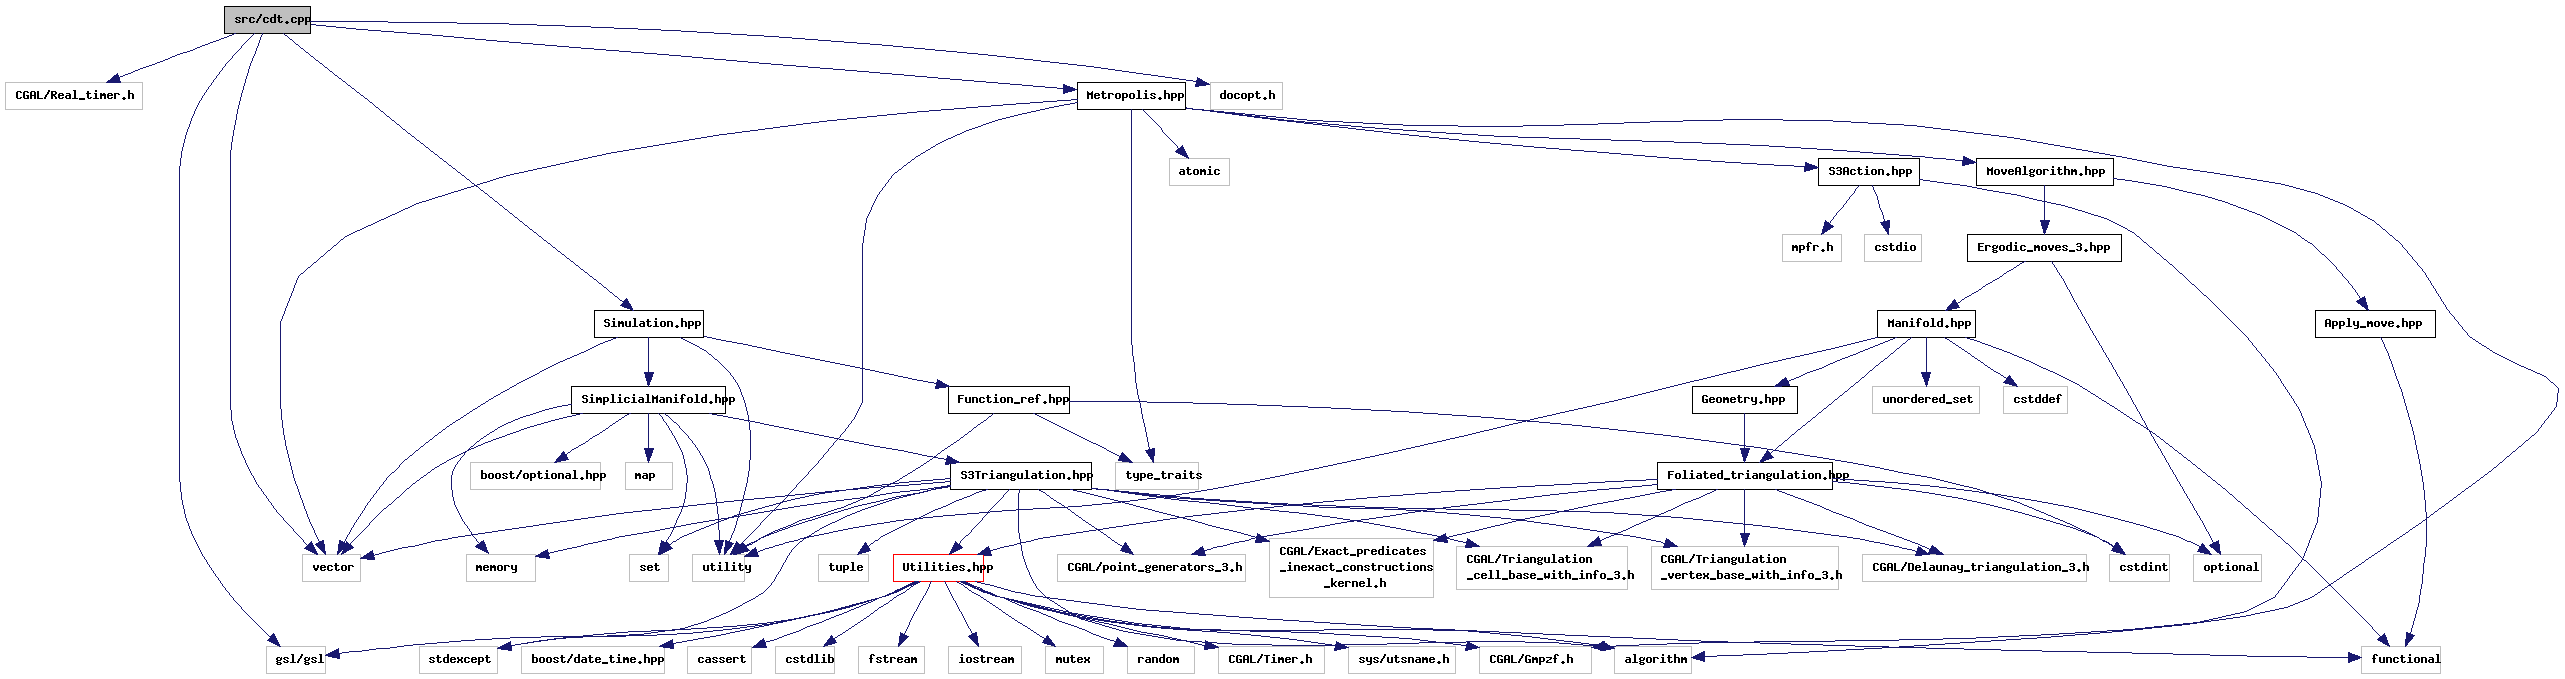 src/cdt.cpp
CGAL/Real_timer.h
Metropolis.hpp
docopt.h
atomic
S3Action.hpp
MoveAlgorithm.hpp
mpfr.h
cstdio
Ergodic_moves_3.hpp
Simulation.hpp
Manifold.hpp
Apply_move.hpp
SimplicialManifold.hpp
Function_ref.hpp
Geometry.hpp
unordered_set
cstddef
boost/optional.hpp
map
S3Triangulation.hpp
type_traits
Foliated_triangulation.hpp
vector
memory
set
utility
tuple
Utilities.hpp
CGAL/point_generators_3.h
CGAL/Exact_predicates
_inexact_constructions
_kernel.h
CGAL/Triangulation
_cell_base_with_info_3.h
CGAL/Triangulation
_vertex_base_with_info_3.h
CGAL/Delaunay_triangulation_3.h
cstdint
optional
gsl/gsl
stdexcept
boost/date_time.hpp
cassert
cstdlib
fstream
iostream
mutex
random
CGAL/Timer.h
sys/utsname.h
CGAL/Gmpzf.h
algorithm
functional